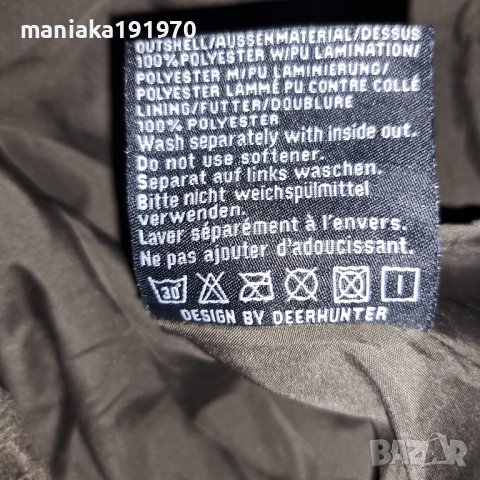 maniaka191970
OUTSHELL/AUSSENMATERIAL/DESSUS
100% POLYESTER W/PU LAMINATION/
POLYESTER M/PU LAMINIERUNG/
POLYESTER LAMMÉ PU CONTRE COLLÉ
LINING/FUTTER/DOUBLURE
100% POLYESTER
Wash separately with inside out.
Do not use softener.
Separat auf links waschen.
Bitte nicht weichspülmittel
verwenden.
Laver séparément à l'envers.
Ne pas ajouter d'adoucissant.
30
DESIGN BY DEERHUNTER
BAZAR